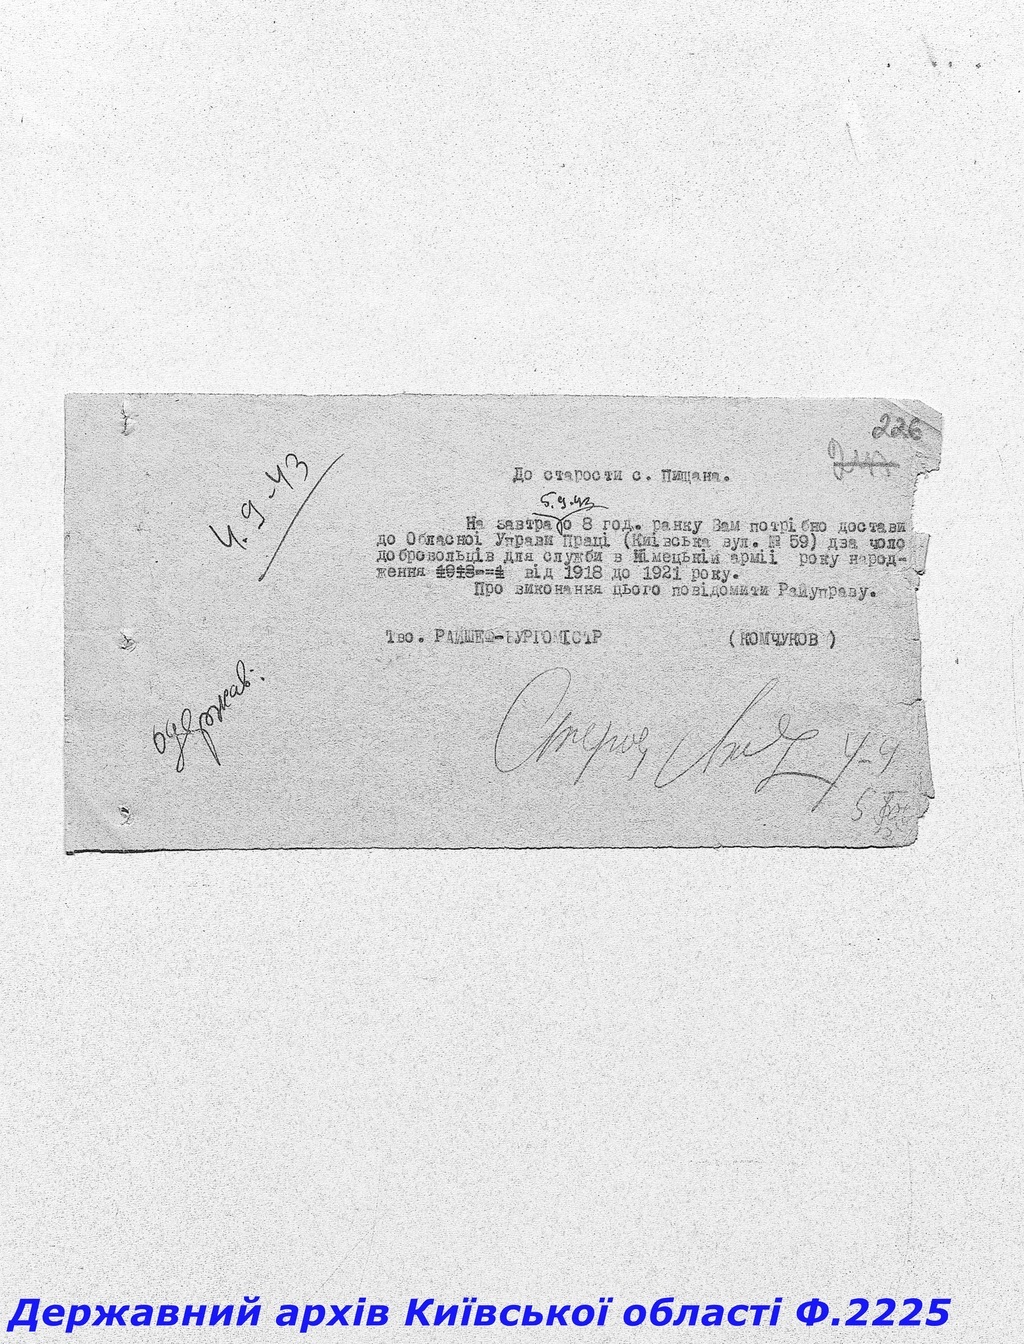 226
4.9-43
До старости с. Пищана.
5.9.43
На завтра о 8 год. ранку Вам потрібно достави
до Обласної Управи Праці (Київська вул. № 59) два чоло
добровольців для служби в Німецькій армії року народ-
ження від 1918 до 1921 року.
Про виконання цього повідомити Райуправу.
Тво. РАЙШЕФ-БУРГОМІСТР (КОМЧУКОВ)
одержав:
4-9
Державний архів Київської області Ф.2225